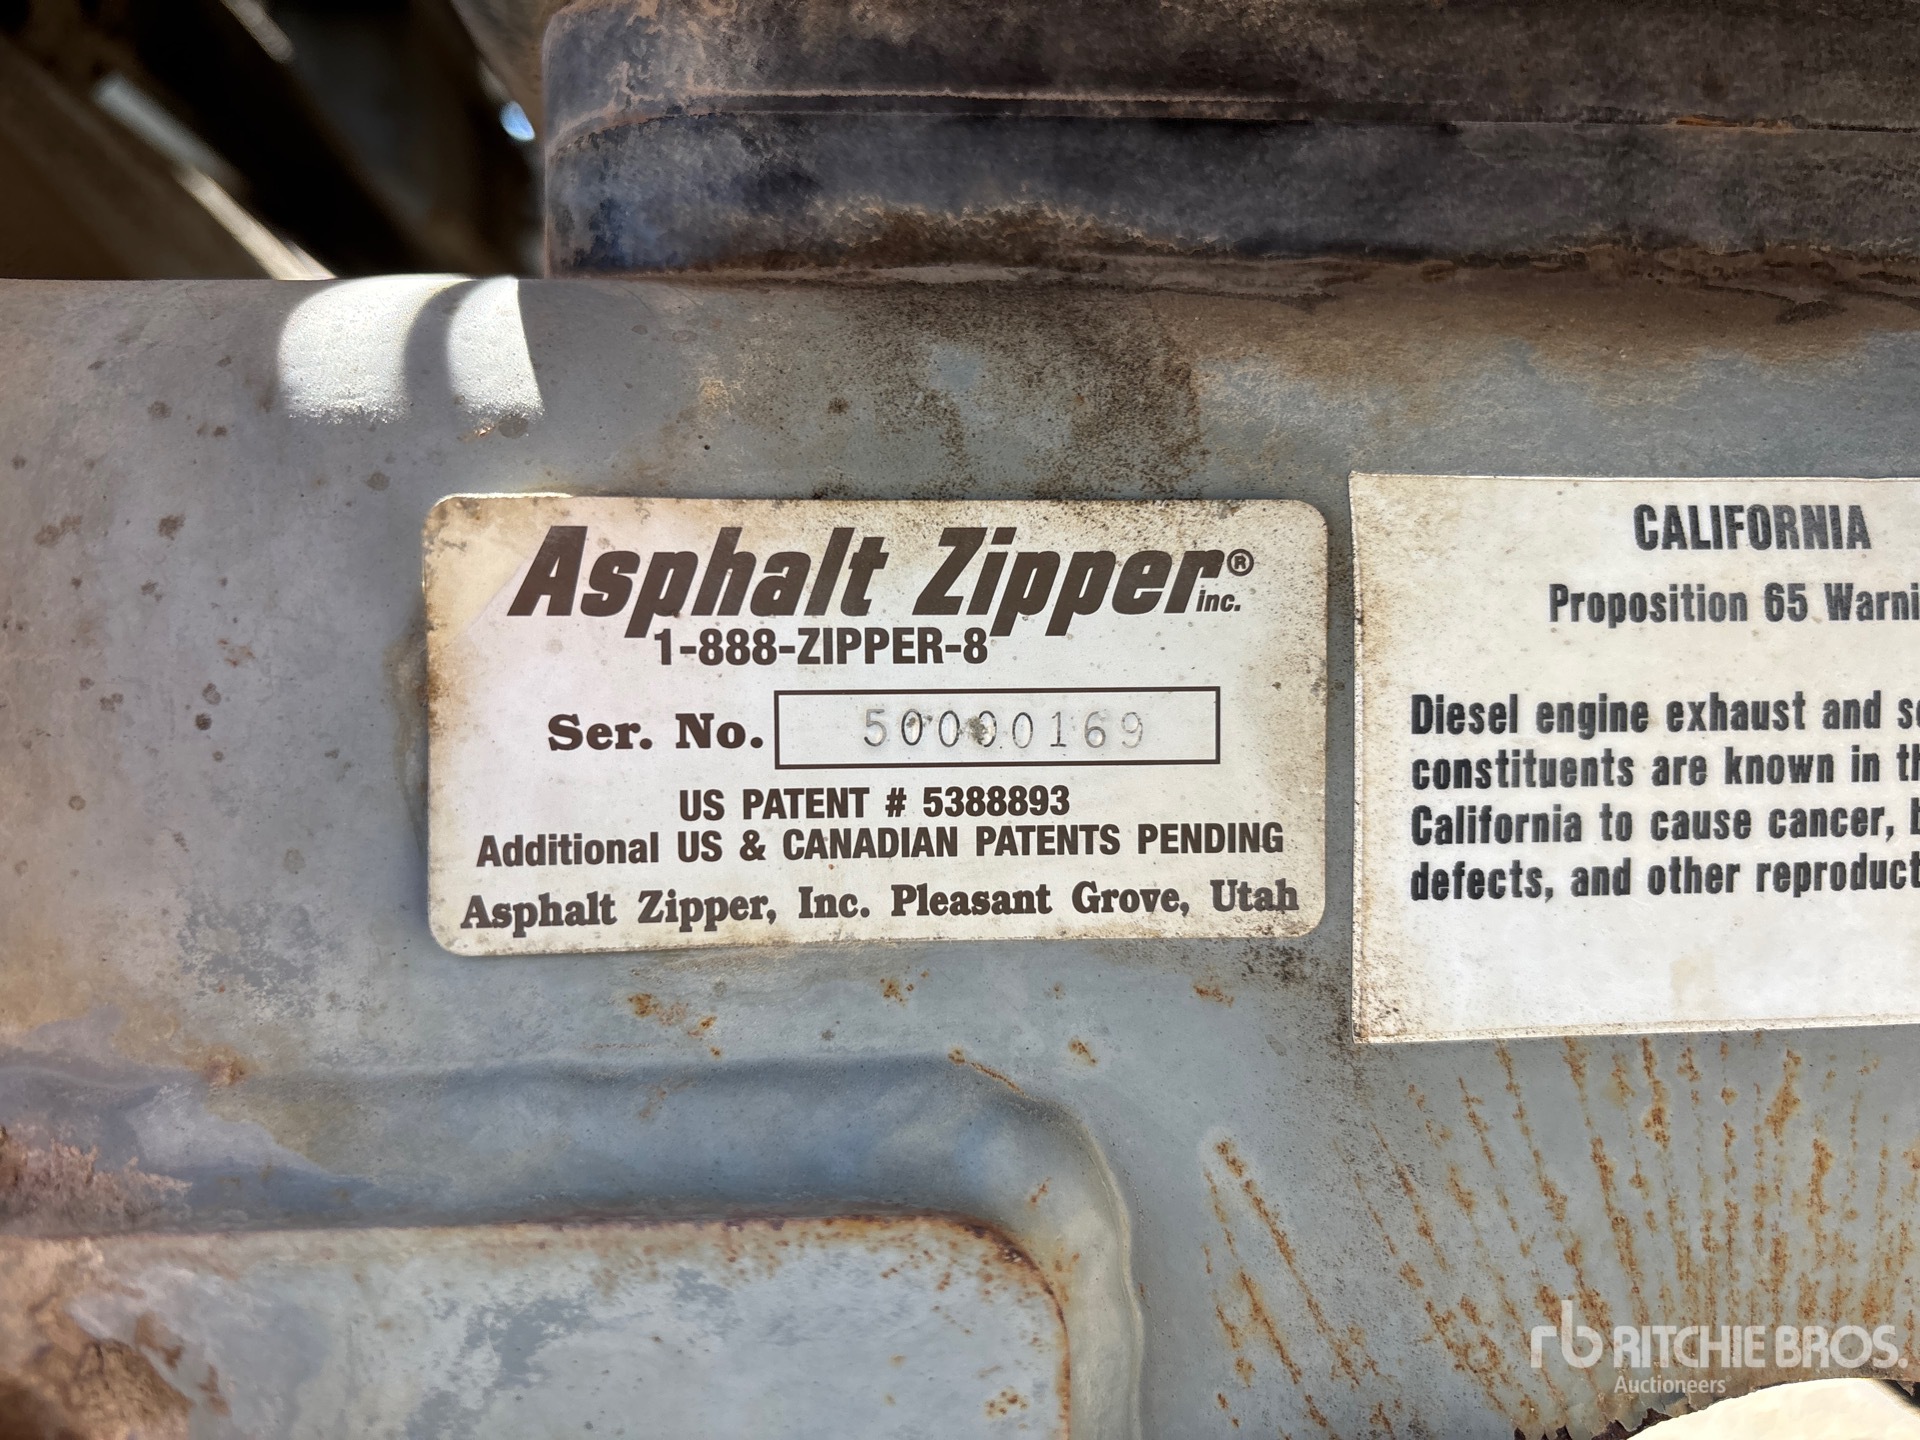 Asphalt Zipper® inc.
1-888-ZIPPER-8
Ser. No. 50000169
US PATENT # 5388893
Additional US & CANADIAN PATENTS PENDING
Asphalt Zipper, Inc. Pleasant Grove, Utah
CALIFORNIA
Proposition 65 Warni
Diesel engine exhaust and s
constituents are known in th
California to cause cancer, b
defects, and other reproduct
rb RITCHIE BROS.
Auctioneers